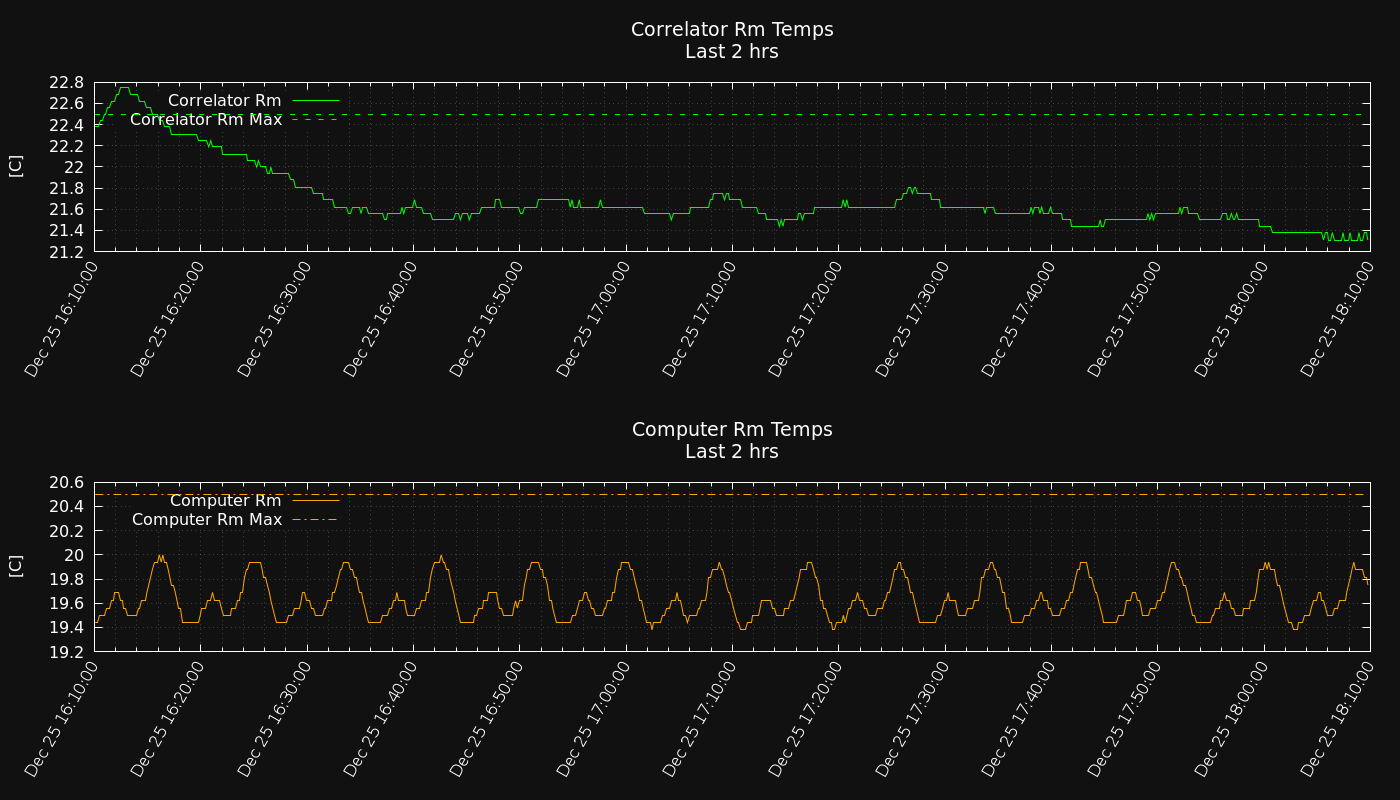 Correlator Rm Temps
Last 2 hrs
[C]
22.8
22.6
22.4
22.2
22
21.8
21.6
21.4
21.2
Correlator Rm
Correlator Rm Max
Dec 25 16:10:00
Dec 25 16:20:00
Dec 25 16:30:00
Dec 25 16:40:00
Dec 25 16:50:00
Dec 25 17:00:00
Dec 25 17:10:00
Dec 25 17:20:00
Dec 25 17:30:00
Dec 25 17:40:00
Dec 25 17:50:00
Dec 25 18:00:00
Dec 25 18:10:00
Computer Rm Temps
Last 2 hrs
[C]
20.6
20.4
20.2
20
19.8
19.6
19.4
19.2
Computer Rm
Computer Rm Max
Dec 25 16:10:00
Dec 25 16:20:00
Dec 25 16:30:00
Dec 25 16:40:00
Dec 25 16:50:00
Dec 25 17:00:00
Dec 25 17:10:00
Dec 25 17:20:00
Dec 25 17:30:00
Dec 25 17:40:00
Dec 25 17:50:00
Dec 25 18:00:00
Dec 25 18:10:00